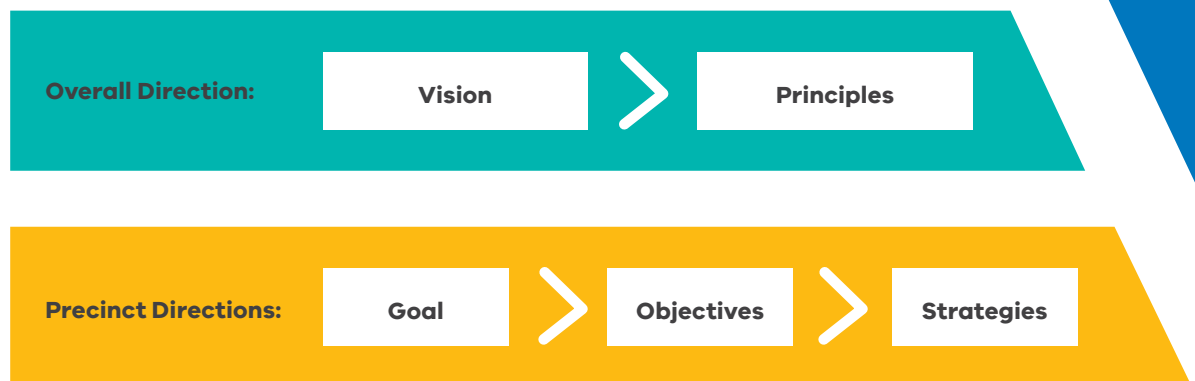 Overall Direction:
Vision
Principles
Precinct Directions:
Goal
Objectives
Strategies